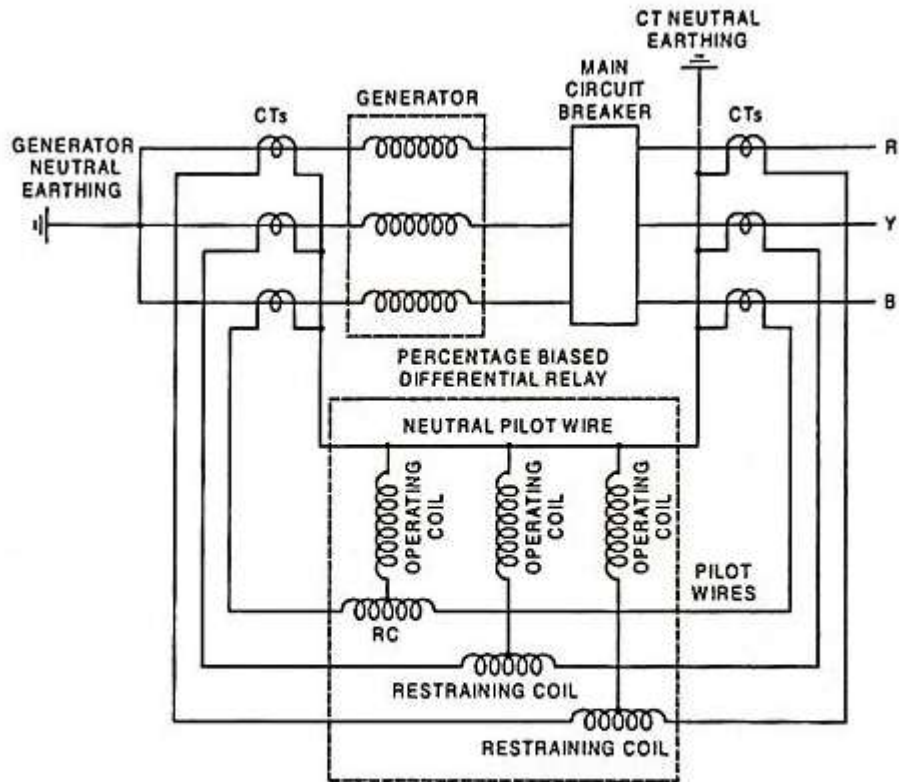 CT NEUTRAL
EARTHING
MAIN
CIRCUIT
BREAKER
GENERATOR
CTs
CTs
GENERATOR
NEUTRAL
EARTHING
R
Y
B
PERCENTAGE BIASED
DIFFERENTIAL RELAY
NEUTRAL PILOT WIRE
OPERATING
COIL
OPERATING
COIL
OPERATING
COIL
PILOT
WIRES
RC
RESTRAINING COIL
RESTRAINING COIL